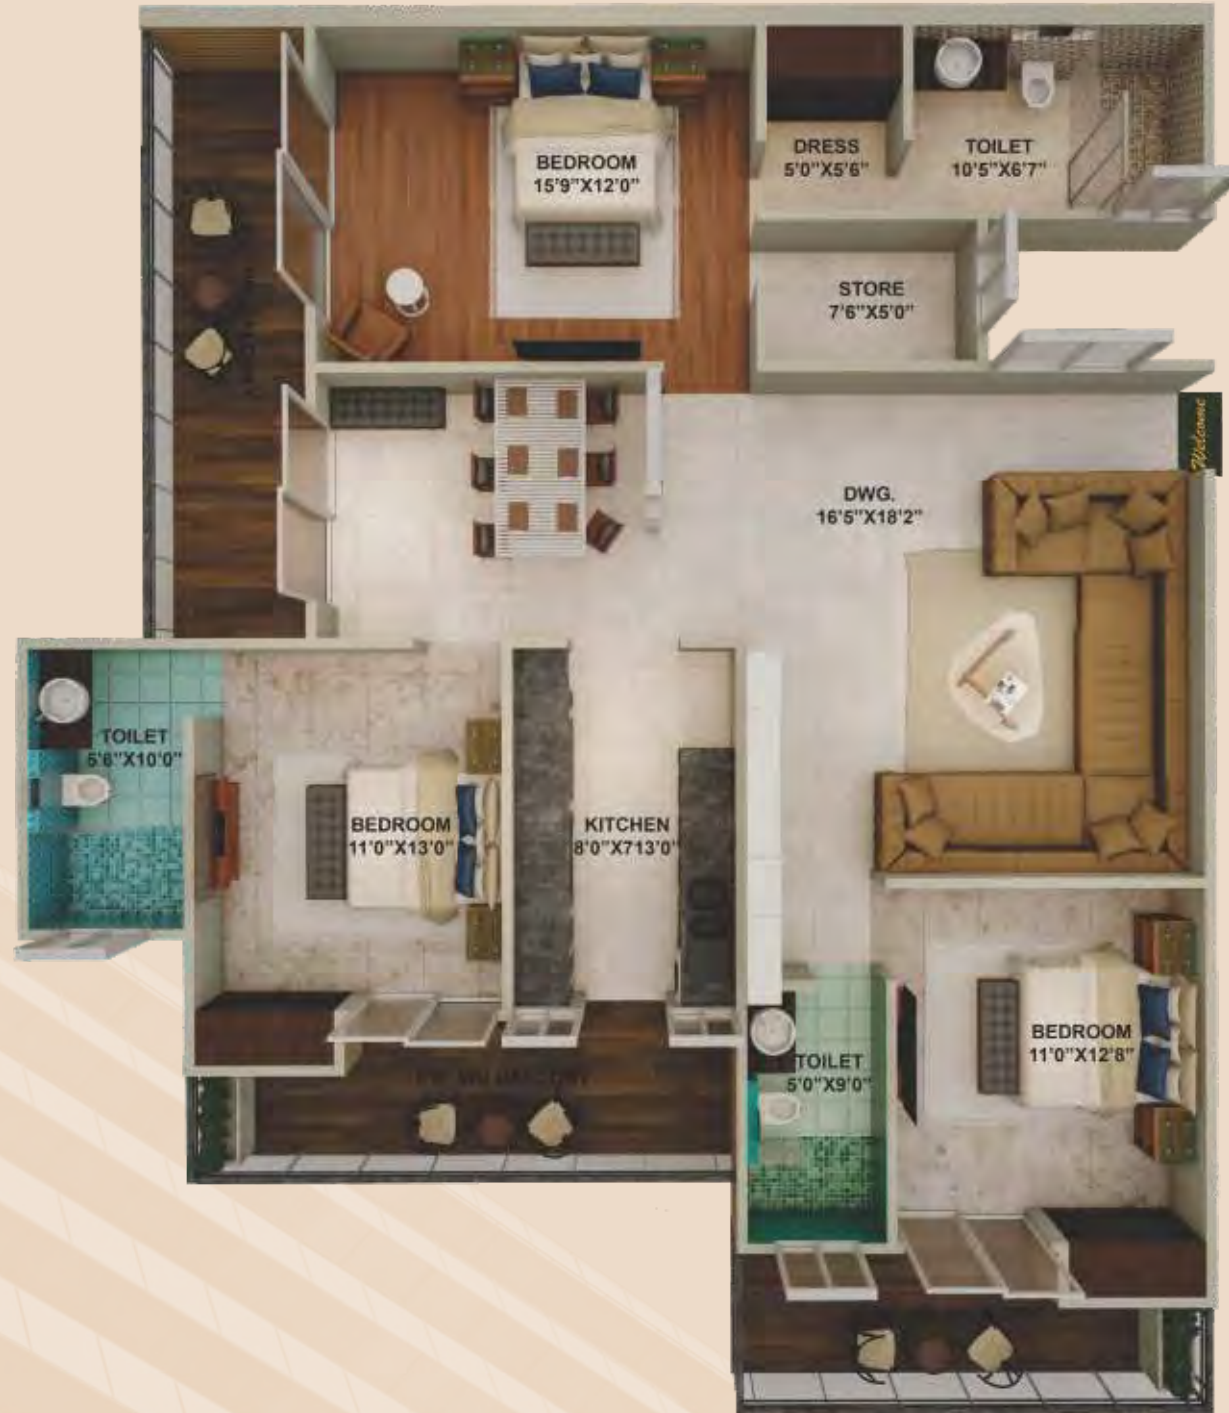 BEDROOM
15'9"X12'0"
DRESS
5'0"X5'6"
TOILET
10'5"X6'7"
STORE
7'6"X5'0"
Welcome
DWG.
16'5"X18'2"
TOILET
5'6"X10'0"
BEDROOM
11'0"X13'0"
KITCHEN
8'0"X713'0"
BEDROOM
11'0"X12'8"
TOILET
5'0"X9'0"
BALCONY